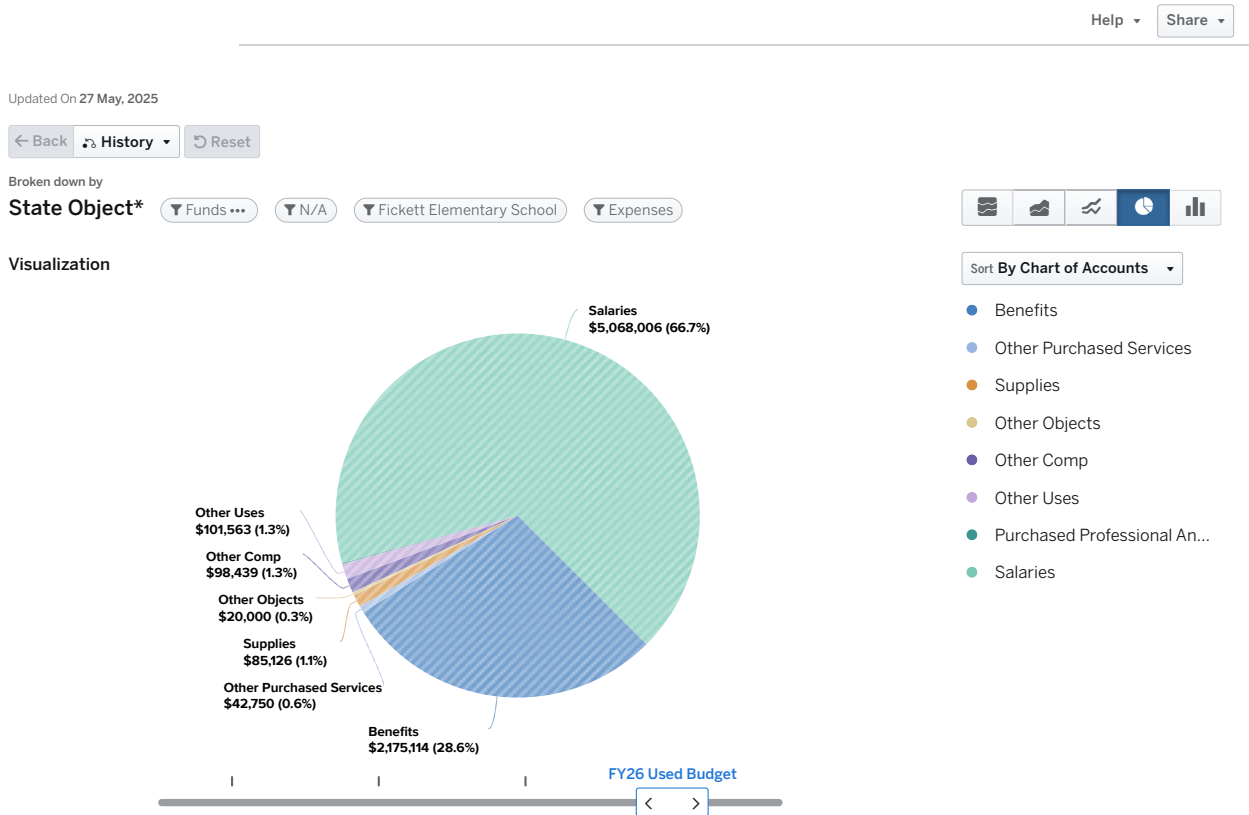 Help
Share
Updated On 27 May, 2025
Back
History
Reset
Broken down by
State Object*
Funds •••
N/A
Fickett Elementary School
Expenses
Visualization
Sort By Chart of Accounts
Benefits
Other Purchased Services
Supplies
Other Objects
Other Comp
Other Uses
Purchased Professional An...
Salaries
Salaries
$5,068,006 (66.7%)
Other Uses
$101,563 (1.3%)
Other Comp
$98,439 (1.3%)
Other Objects
$20,000 (0.3%)
Supplies
$85,126 (1.1%)
Other Purchased Services
$42,750 (0.6%)
Benefits
$2,175,114 (28.6%)
FY26 Used Budget